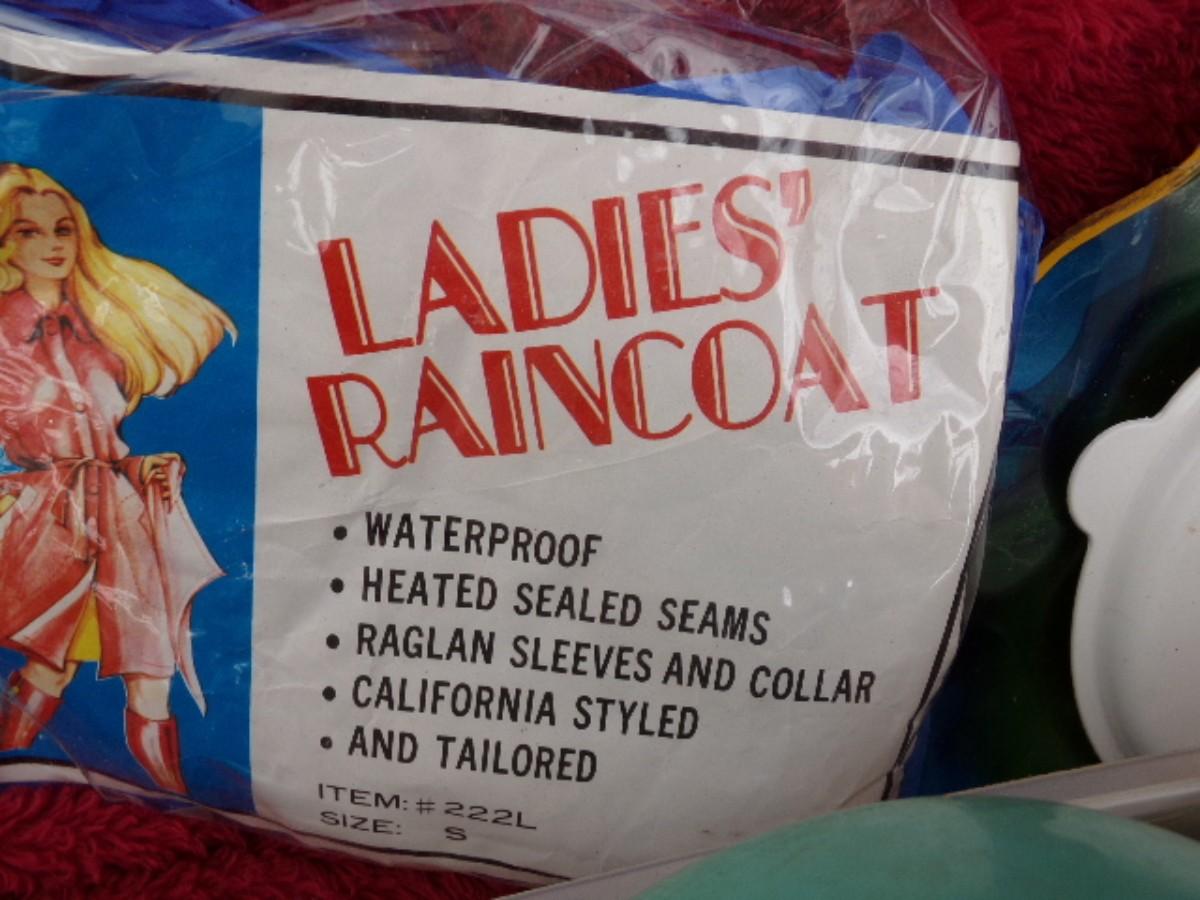 LADIES'
RAINCOAT
• WATERPROOF
• HEATED SEALED SEAMS
• RAGLAN SLEEVES AND COLLAR
• CALIFORNIA STYLED
• AND TAILORED
ITEM: # 222L
SIZE: S